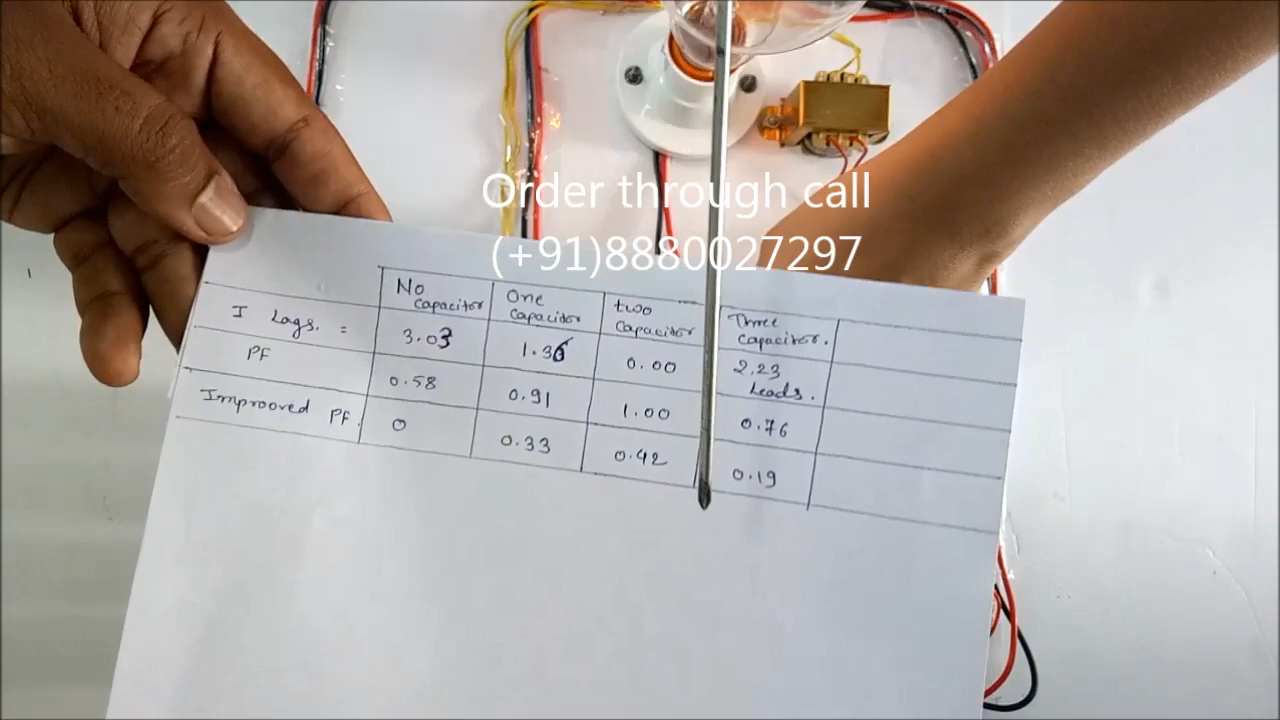 Order through call
(+91)8880027297
No capacitor
One capacitor
two capacitor
Three capacitor.
I Lags. = 3.03 1.36 0.00 2.23 Leads.
PF 0.58 0.91 1.00 0.76
Improoved PF. 0 0.33 0.42 0.19